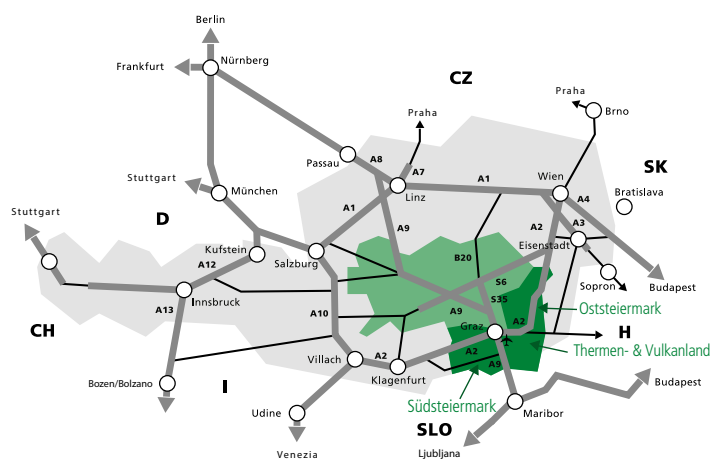 Berlin
Frankfurt
Nürnberg
CZ
Praha
Brno
Praha
Passau
A8
A7
SK
Stuttgart
München
Linz
A1
Wien
A4
Bratislava
Stuttgart
D
A1
A9
A2
A3
Eisenstadt
Kufstein
Salzburg
B20
A12
S6
Sopron
Budapest
Innsbruck
S35
Oststeiermark
CH
A13
A10
A9
Graz
A2
H
Thermen- & Vulkanland
Villach
A2
A2
A9
Klagenfurt
Bozen/Bolzano
I
Budapest
Südsteiermark
Udine
Maribor
SLO
Venezia
Ljubljana